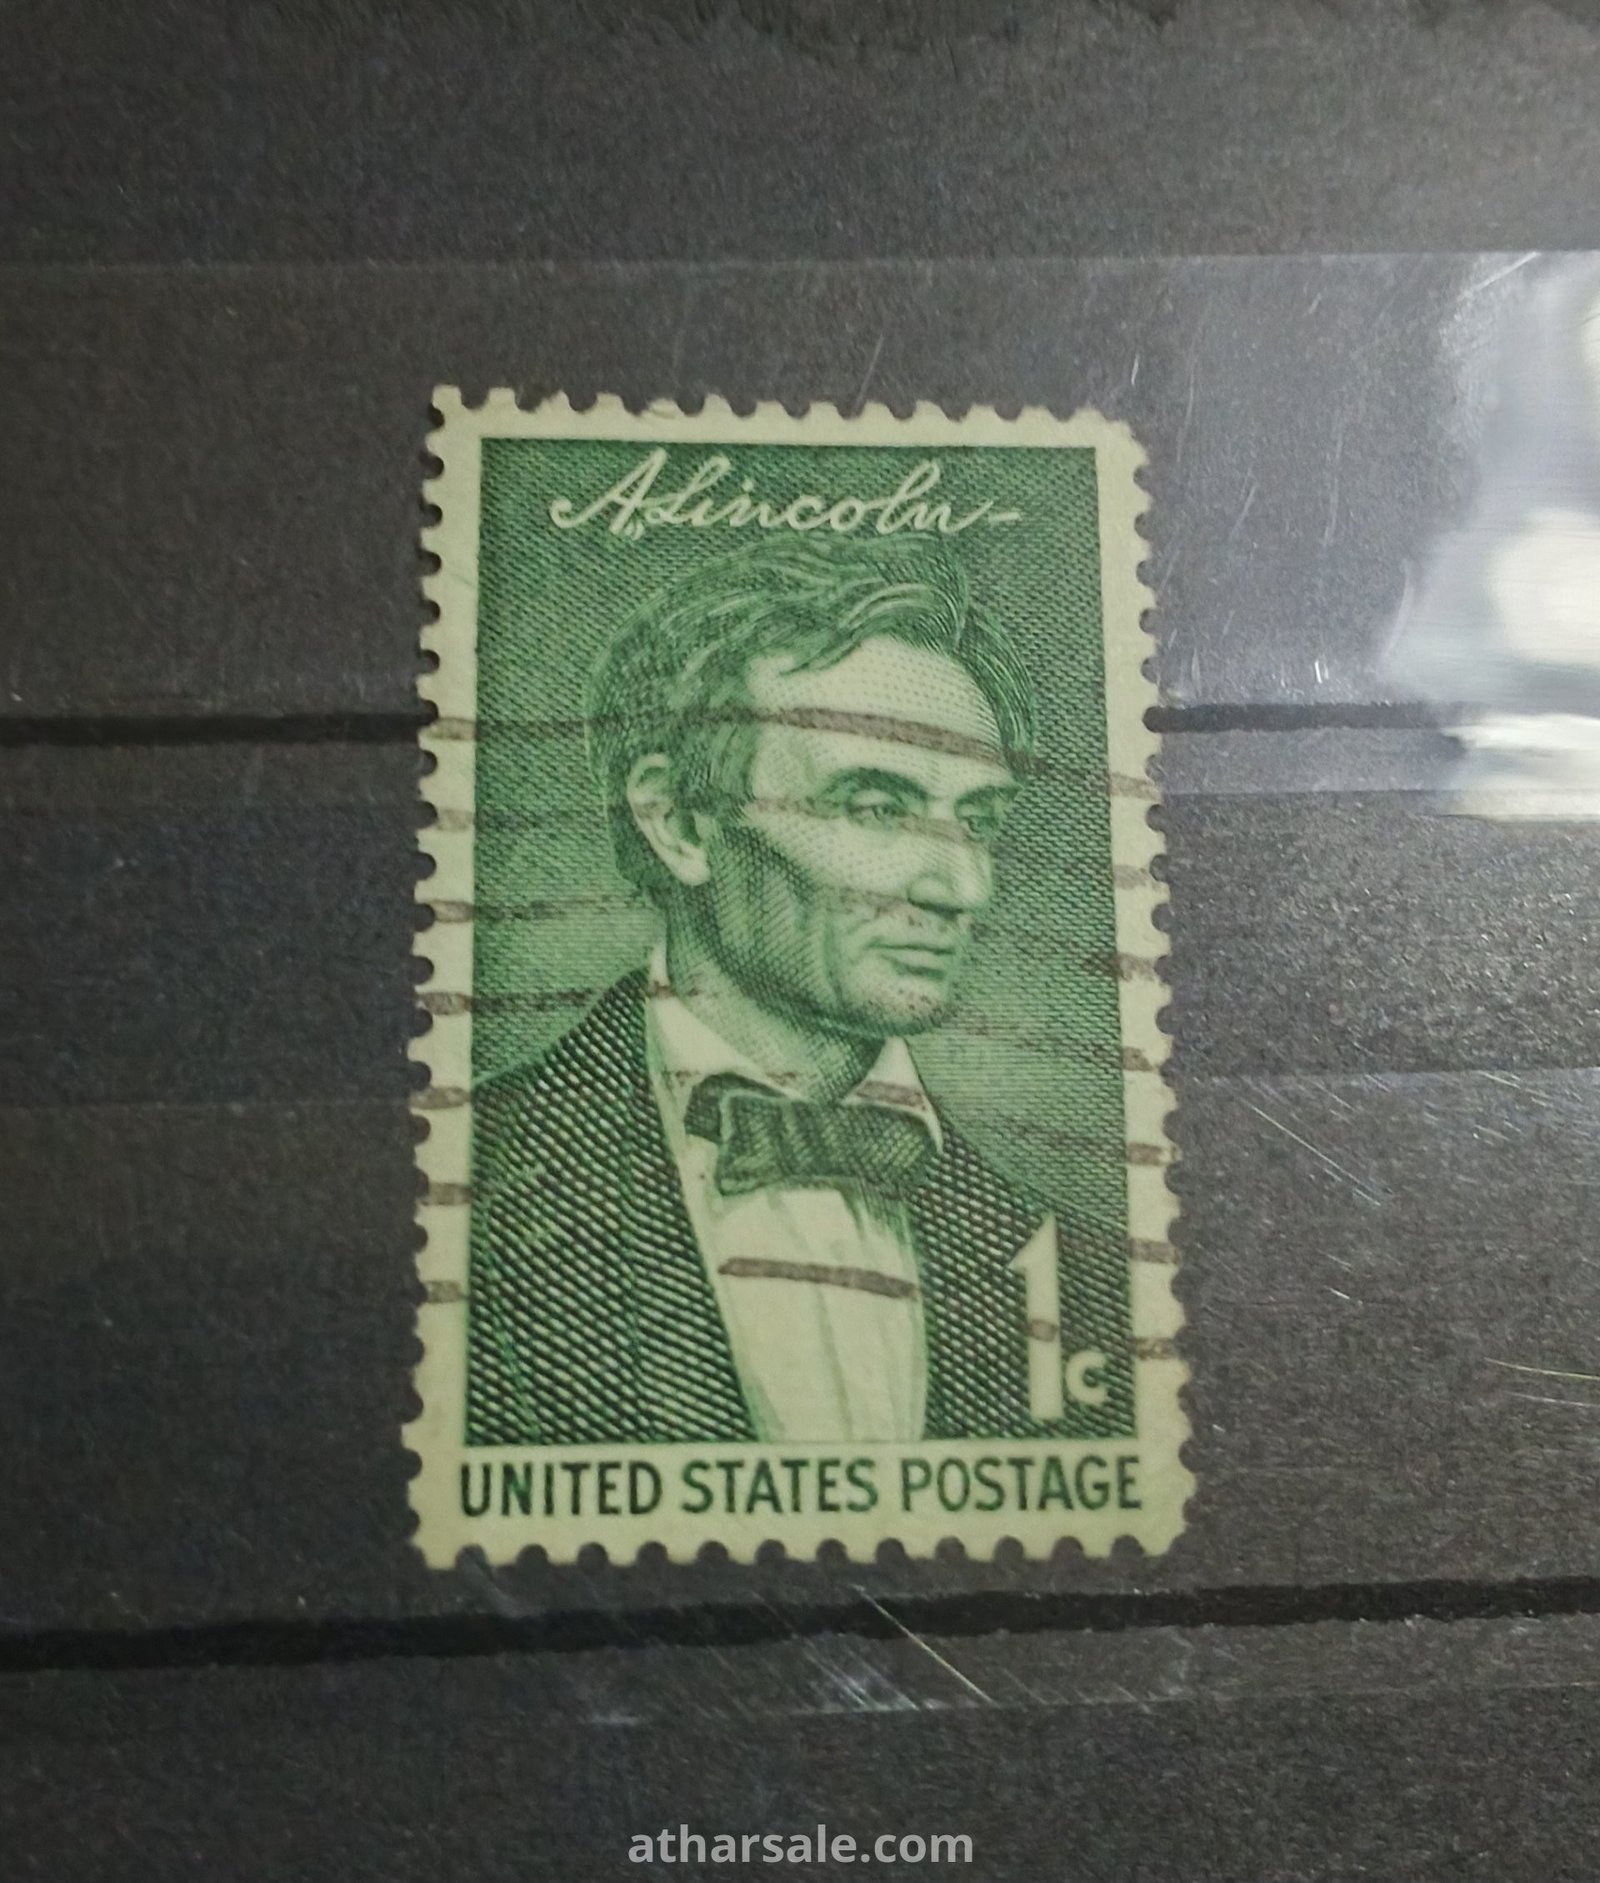 A. Lincoln-
1c
UNITED STATES POSTAGE
atharsale.com